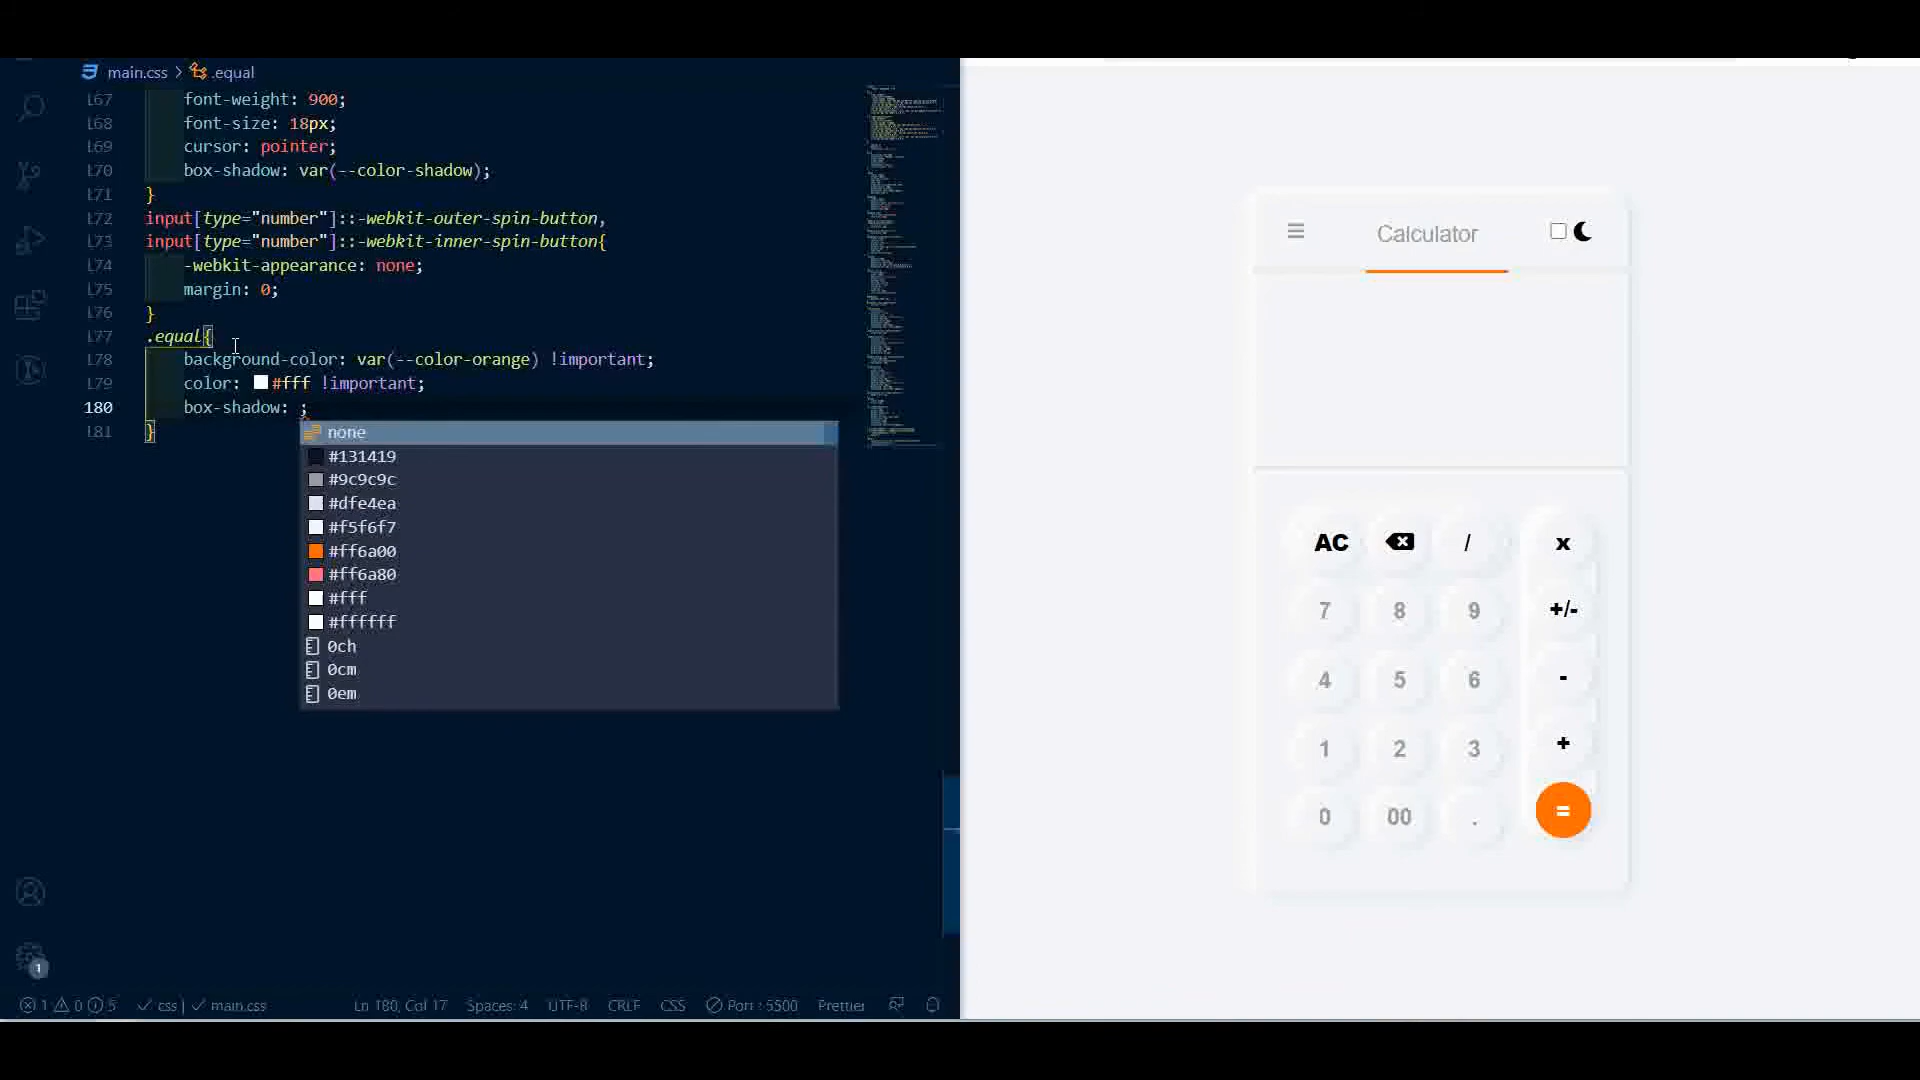 main.css > .equal
167 font-weight: 900;
168 font-size: 18px;
169 cursor: pointer;
170 box-shadow: var(--color-shadow);
171 }
172 input[type="number"]::-webkit-outer-spin-button,
173 input[type="number"]::-webkit-inner-spin-button{
174 -webkit-appearance: none;
175 margin: 0;
176 }
177 .equal{
178 background-color: var(--color-orange) !important;
179 color: #fff !important;
180 box-shadow: ;
181 }
none
#131419
#9c9c9c
#dfe4ea
#f5f6f7
#ff6a00
#ff6a80
#fff
#ffffff
0ch
0cm
0em
1
1 0 5 css | main.css Ln 180, Col 17 Spaces: 4 UTF-8 CRLF CSS Port : 5500 Prettier
Calculator
AC / x
7 8 9 +/-
4 5 6 -
1 2 3 +
0 00 . =